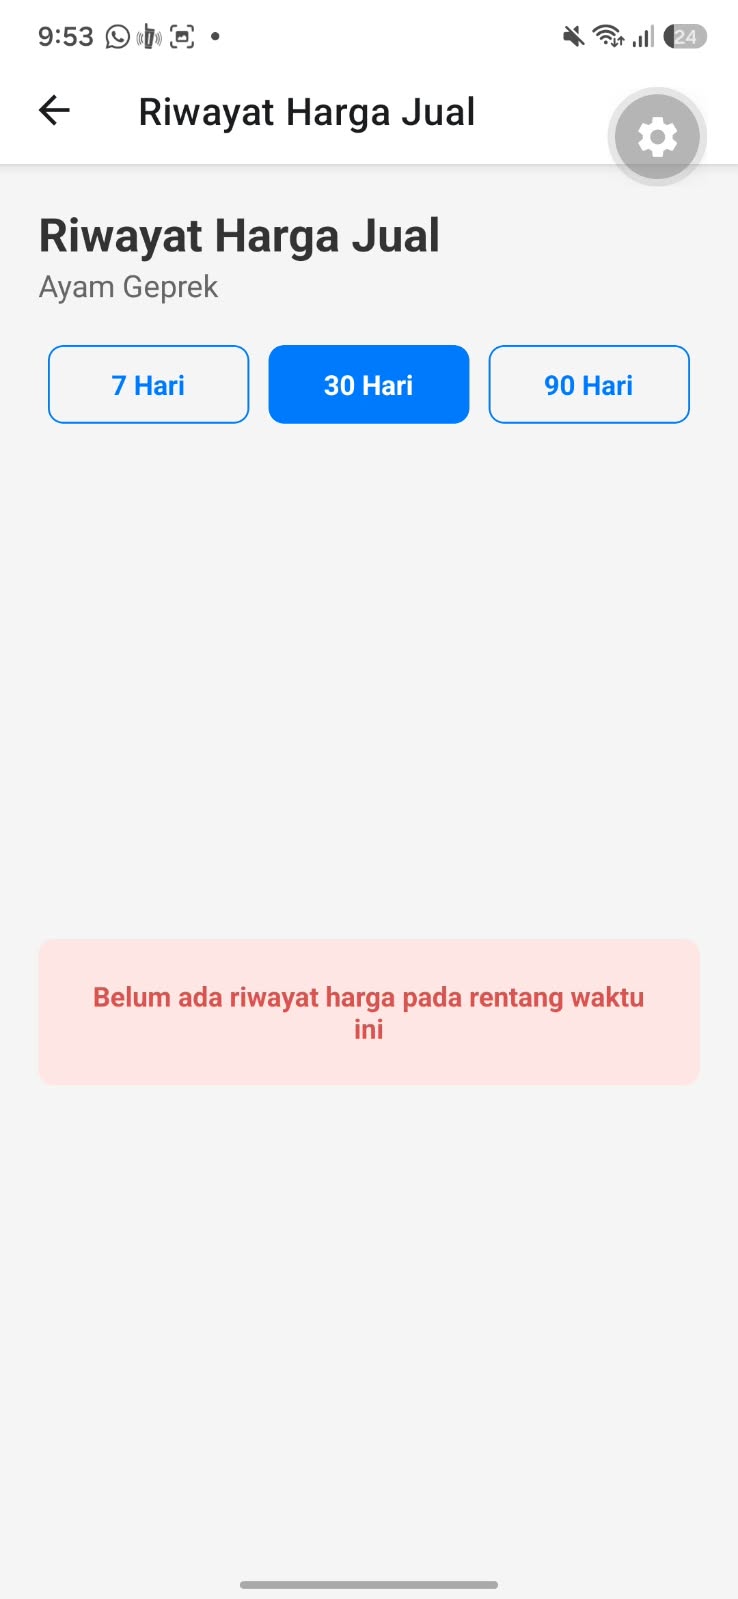 9:53
24
Riwayat Harga Jual
Riwayat Harga Jual
Ayam Geprek
7 Hari
30 Hari
90 Hari
Belum ada riwayat harga pada rentang waktu
ini